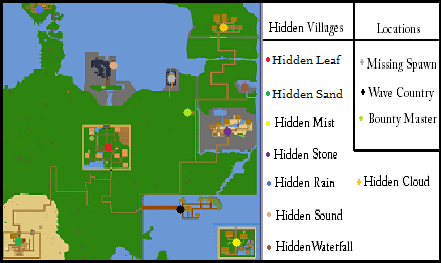 Hidden Villages
Hidden Leaf
Hidden Sand
Hidden Mist
Hidden Stone
Hidden Rain
Hidden Sound
HiddenWaterfall
Locations
Missing Spawn
Wave Country
Bounty Master
Hidden Cloud